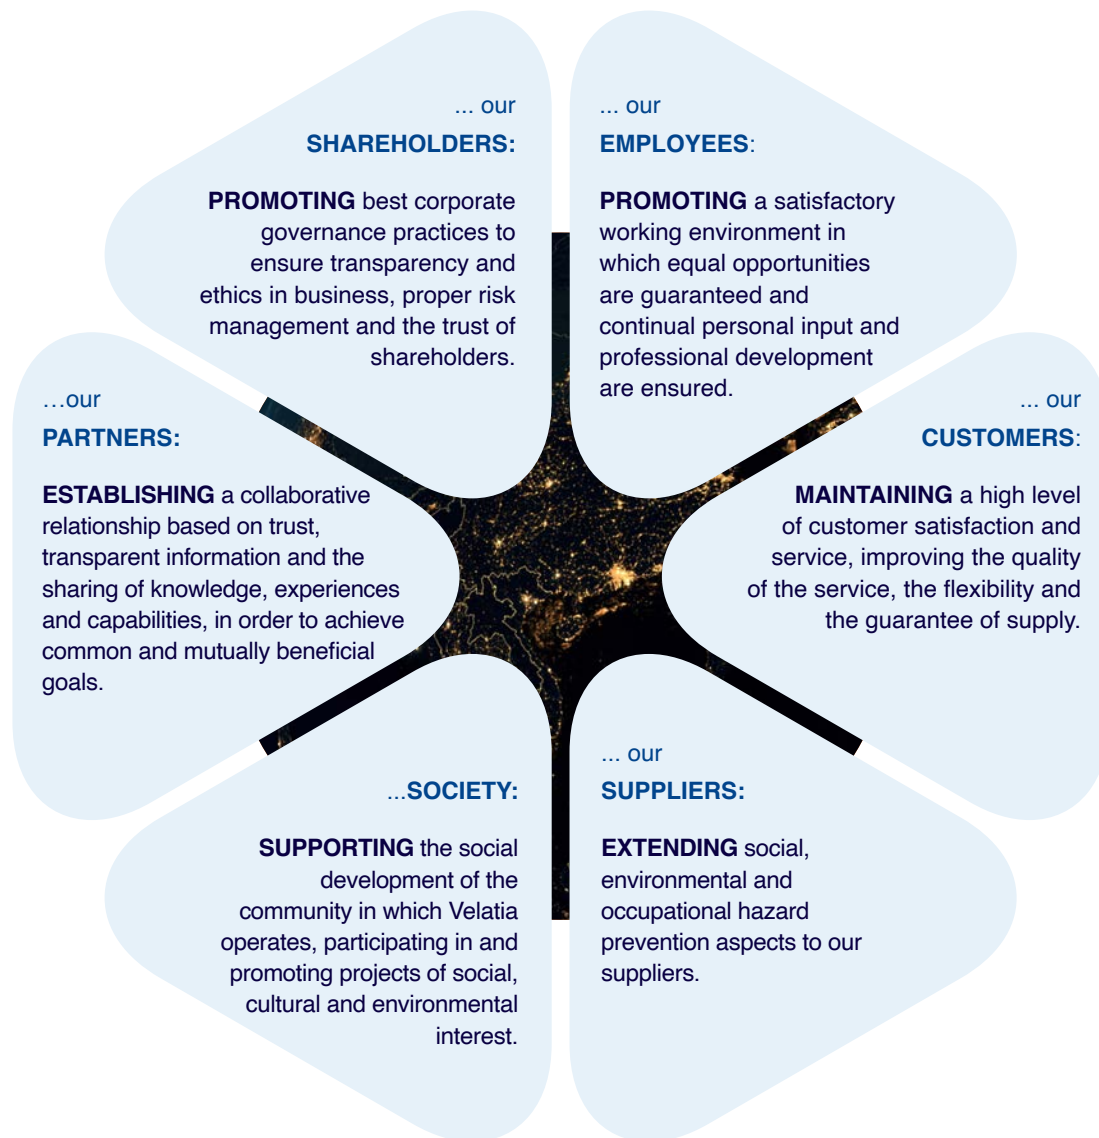 ... our
SHAREHOLDERS:
PROMOTING best corporate
governance practices to
ensure transparency and
ethics in business, proper risk
management and the trust of
shareholders.
... our
EMPLOYEES:
PROMOTING a satisfactory
working environment in
which equal opportunities
are guaranteed and
continual personal input and
professional development
are ensured.
...our
PARTNERS:
ESTABLISHING a collaborative
relationship based on trust,
transparent information and the
sharing of knowledge, experiences
and capabilities, in order to achieve
common and mutually beneficial
goals.
... our
CUSTOMERS:
MAINTAINING a high level
of customer satisfaction and
service, improving the quality
of the service, the flexibility and
the guarantee of supply.
...SOCIETY:
SUPPORTING the social
development of the
community in which Velatia
operates, participating in and
promoting projects of social,
cultural and environmental
interest.
... our
SUPPLIERS:
EXTENDING social,
environmental and
occupational hazard
prevention aspects to our
suppliers.